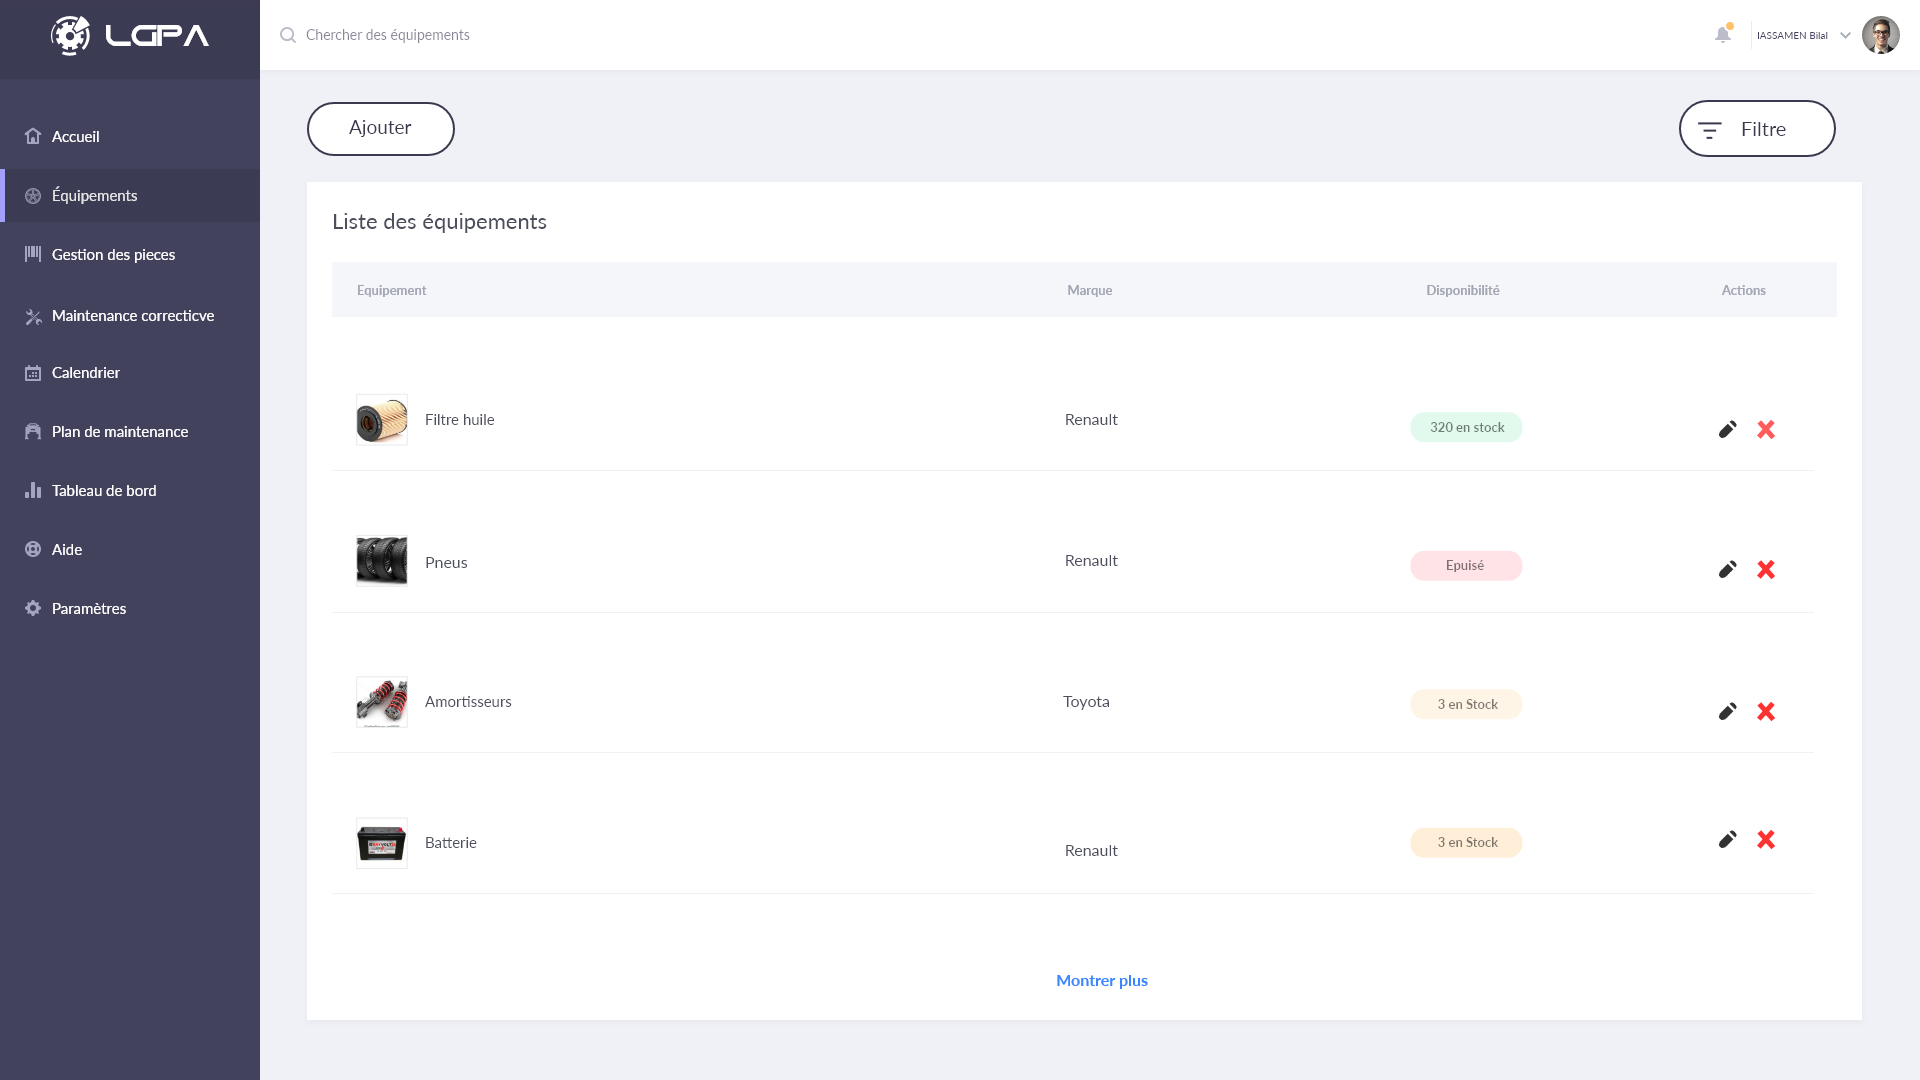 LGPA
Chercher des équipements
IASSAMEN Bilal
Accueil
Équipements
Gestion des pieces
Maintenance correcticve
Calendrier
Plan de maintenance
Tableau de bord
Aide
Paramètres
Ajouter
Filtre
Liste des équipements
Equipement Marque Disponibilité Actions
Filtre huile Renault 320 en stock
Pneus Renault Epuisé
Amortisseurs Toyota 3 en Stock
Batterie Renault 3 en Stock
Montrer plus